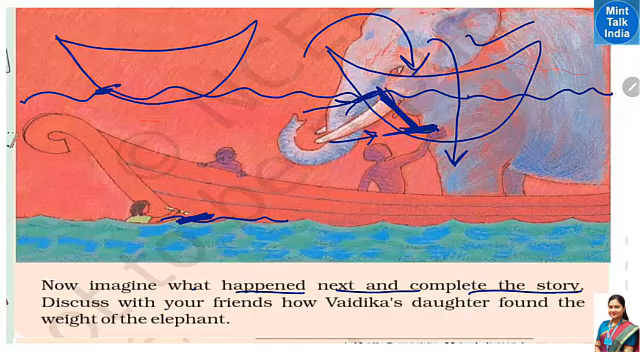 Mint
Talk
India
Now imagine what happened next and complete the story.
Discuss with your friends how Vaidika's daughter found the
weight of the elephant.